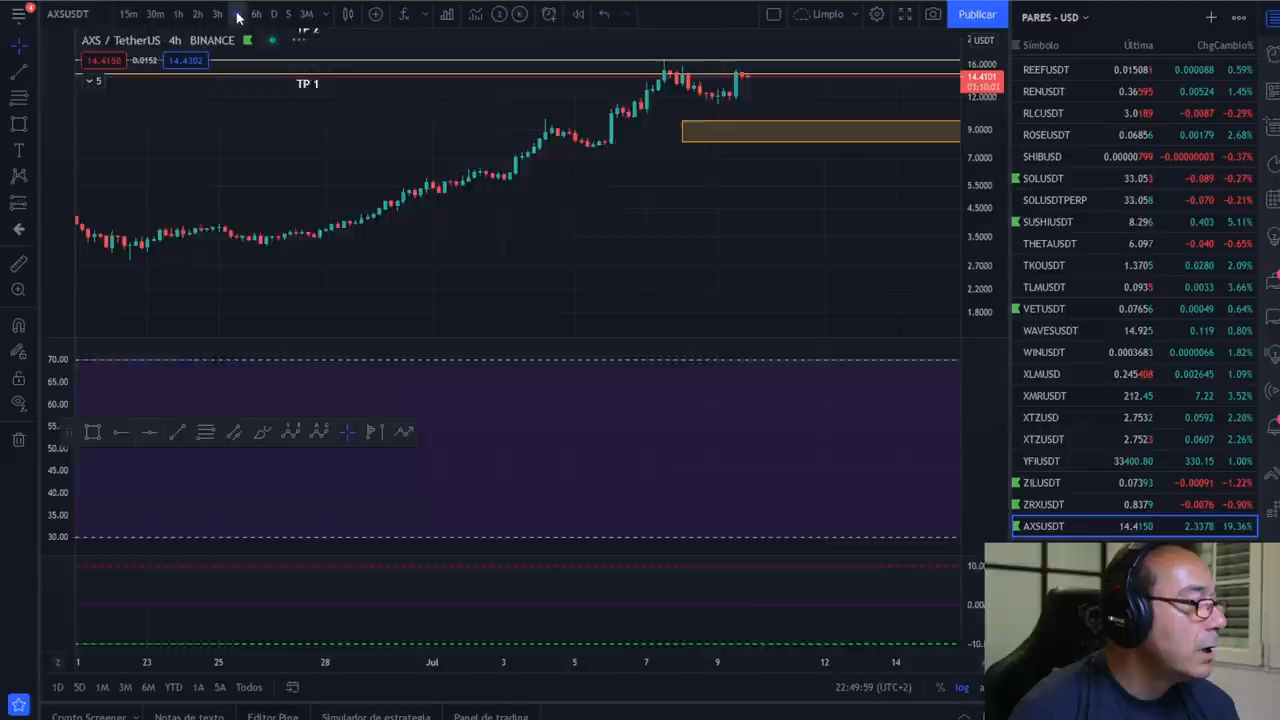 AXSUSDT 15m 30m 1h 2h 3h 6h D S 3M Limplo Publicar
4
AXS / TetherUS · 4h BINANCE
TP 2
USDT
14.4150 0.0152 14.4302
5
TP 1
16.0000
14.4101
03:10:03
12.0000
9.0000
7.0000
5.5000
4.5000
3.5000
2.7000
2.2000
1.8000
70.00
65.00
60.00
50.00
45.00
40.00
35.00
30.00
23 25 28 Jul 3 5 7 9 12 14
1D 5D 1M 3M 6M YTD 1A 5A Todos
22:49:59 (UTC+2) % log
Crypto Screener Notas de texto Editor Pine Simulador de estrategia Panel de trading
PARES - USD
Símbolo Última Chg Cambio%
REEFUSDT 0.015081 0.000088 0.59%
RENUSDT 0.36595 0.00524 1.45%
RLCUSDT 3.0189 -0.0087 -0.29%
ROSEUSDT 0.06856 0.00179 2.68%
SHIBUSD 0.00000799 -0.00000003 -0.37%
SOLUSDT 33.053 -0.089 -0.27%
SOLUSDTPERP 33.058 -0.070 -0.21%
SUSHIUSDT 8.296 0.403 5.11%
THETAUSDT 6.097 -0.040 -0.65%
TKOUSDT 1.3705 0.0280 2.09%
TLMUSDT 0.0935 0.0033 3.66%
VETUSDT 0.07656 0.00049 0.64%
WAVESUSDT 14.925 0.119 0.80%
WINUSDT 0.0003683 0.0000066 1.82%
XLMUSD 0.245408 0.002645 1.09%
XMRUSDT 212.45 7.22 3.52%
XTZUSD 2.7532 0.0592 2.20%
XTZUSDT 2.7523 0.0607 2.26%
YFIUSDT 33400.80 330.15 1.00%
ZILUSDT 0.07393 -0.00091 -1.22%
ZRXUSDT 0.8379 -0.0076 -0.90%
AXSUSDT 14.4150 2.3378 19.36%